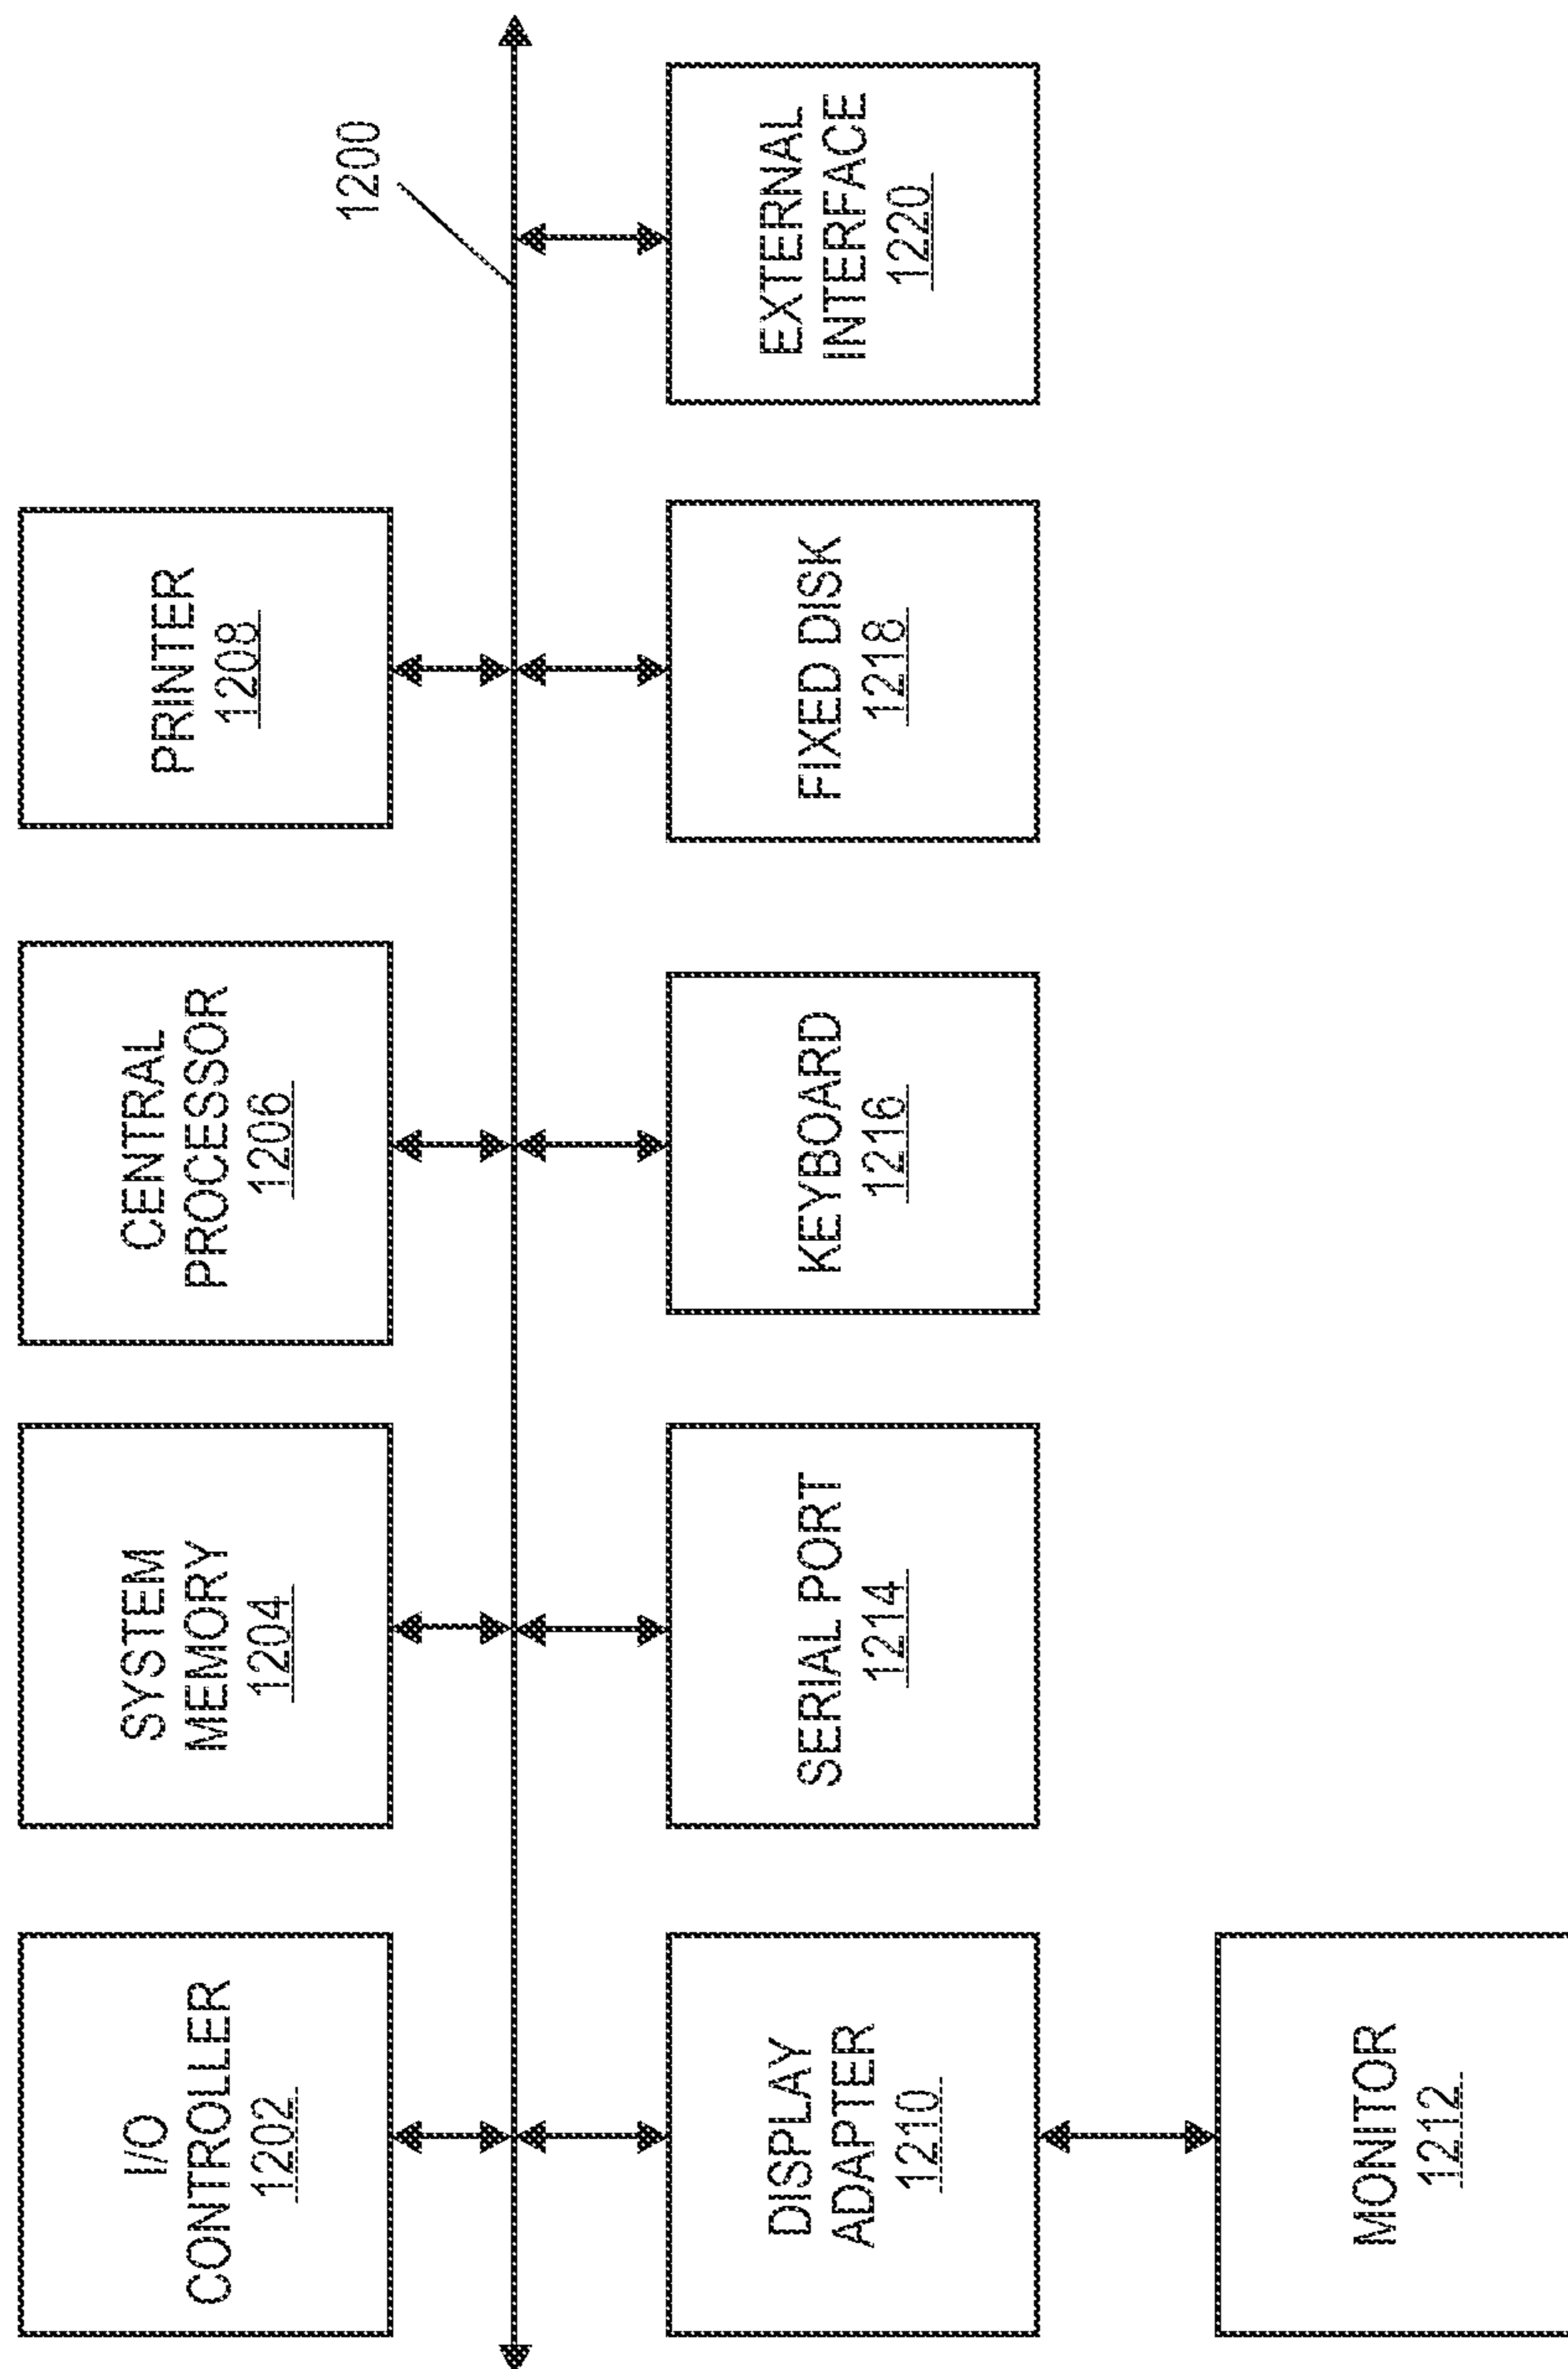 I/O
CONTROLLER
1202
SYSTEM
MEMORY
1204
CENTRAL
PROCESSOR
1206
PRINTER
1208
1200
DISPLAY
ADAPTER
1210
SERIAL PORT
1214
KEYBOARD
1216
FIXED DISK
1218
EXTERNAL
INTERFACE
1220
MONITOR
1212